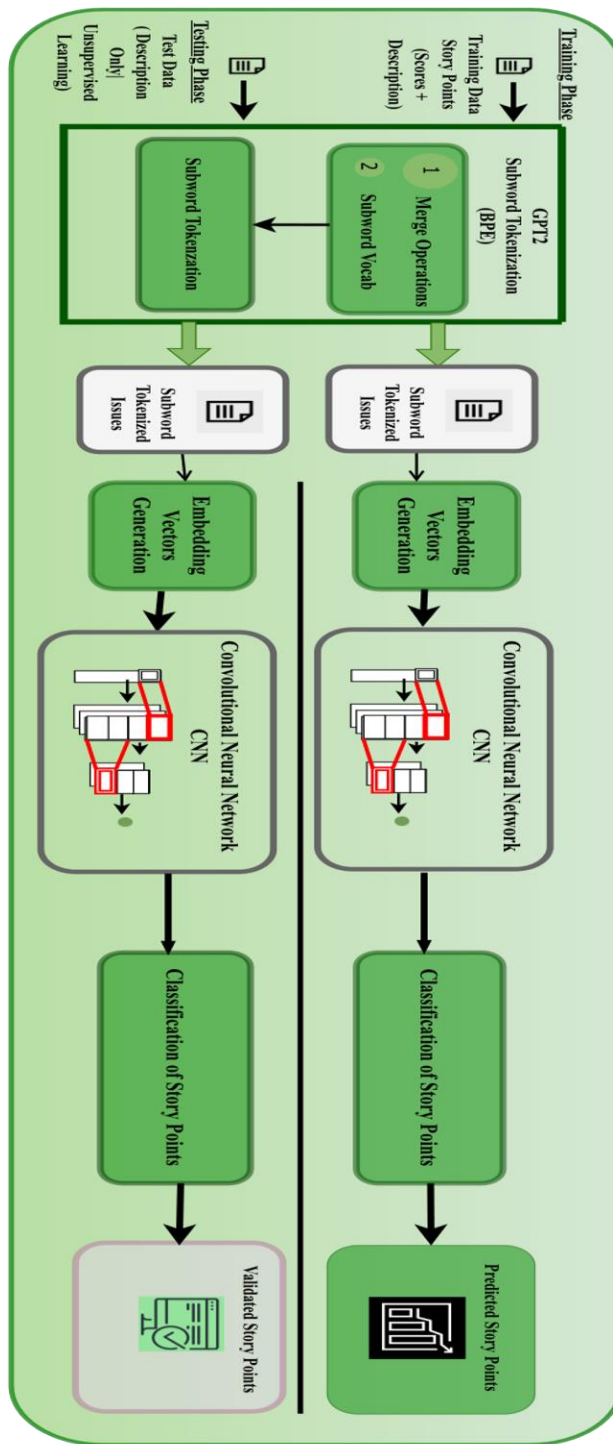 Training Phase
Training Data
Story Points
(Scores +
Description)
GPT2
Subword Tokenization
(BPE)
1 Merge Operations
2 Subword Vocab
Subword
Tokenized
Issues
Embedding
Vectors
Generation
Convolutional Neural Network
CNN
Classification of Story Points
Predicted Story Points
Testing Phase
Test Data
( Description
Only|
Unsupervised
Learning)
Subword Tokenzation
Subword
Tokenized
Issues
Embedding
Vectors
Generation
Convolutional Neural Network
CNN
Classification of Story Points
Validated Story Points